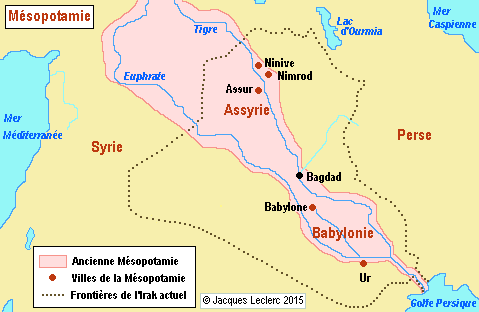 Mésopotamie
Mer
Caspienne
Lac
d'Ourmia
Tigre
Ninive
Nimrod
Euphrate
Assur
Assyrie
Mer
Méditerranée
Syrie
Perse
Bagdad
Babylone
Babylonie
Ur
Golfe Persique
Ancienne Mésopotamie
Villes de la Mésopotamie
Frontières de l'Irak actuel
© Jacques Leclerc 2015